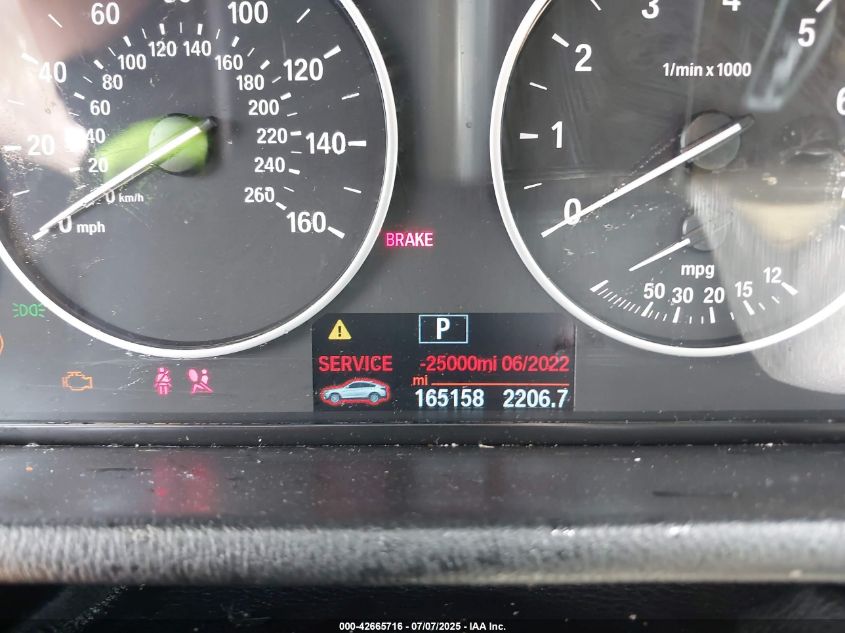 20 40 60 100 120 140 160 mph
0 20 40 60 80 100 120 140 160 180 200 220 240 260 km/h
0
0 1 2 3 4 5 6
1/min x 1000
BRAKE
mpg
50 30 20 15 12
P
SERVICE -25000mi 06/2022
mi
165158 2206.7
000-42665716 - 07/07/2025 - IAA Inc.